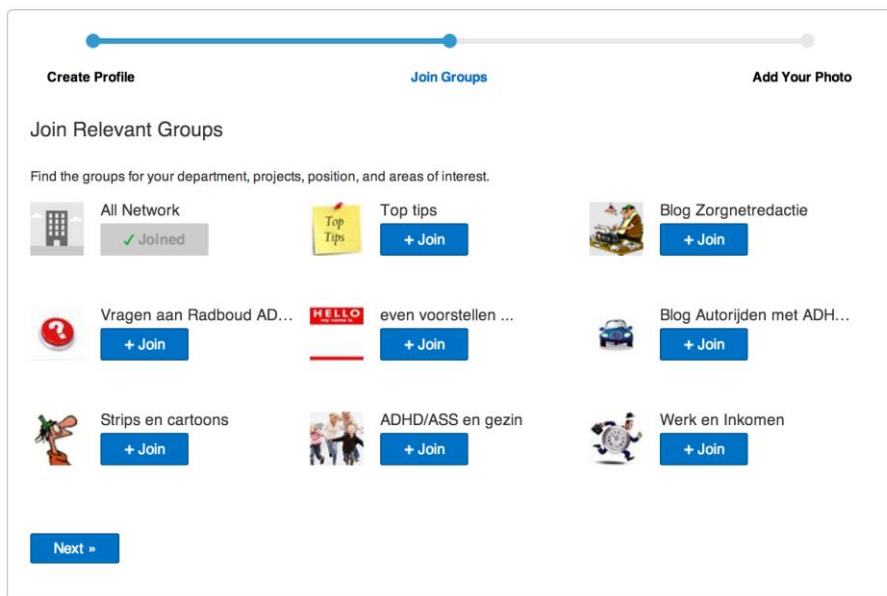 Create Profile
Join Groups
Add Your Photo
Join Relevant Groups
Find the groups for your department, projects, position, and areas of interest.
All Network
✓ Joined
Top
Tips
Top tips
+ Join
Blog Zorgnetredactie
+ Join
Vragen aan Radboud AD...
+ Join
HELLO
my name is
even voorstellen ...
+ Join
Blog Autorijden met ADH...
+ Join
Strips en cartoons
+ Join
ADHD/ASS en gezin
+ Join
Werk en Inkomen
+ Join
Next »